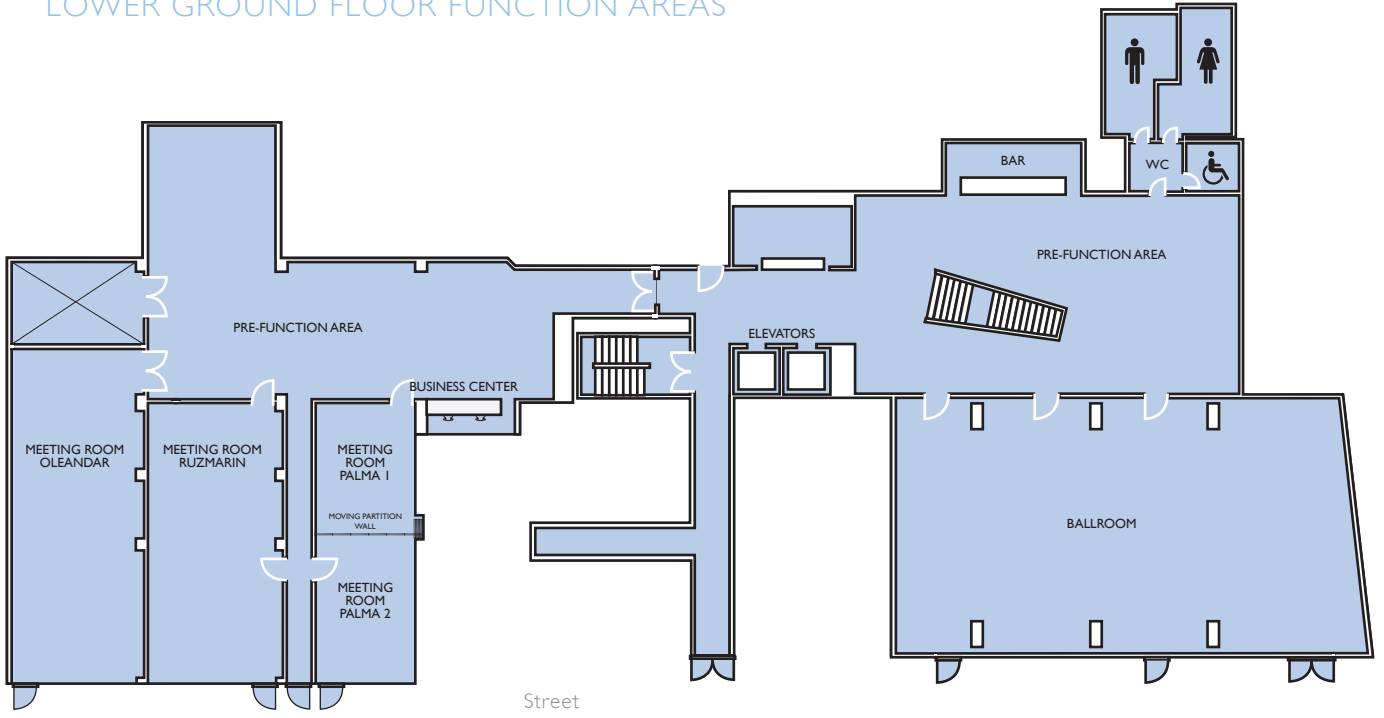 LOWER GROUND FLOOR FUNCTION AREAS
BAR
WC
PRE-FUNCTION AREA
PRE-FUNCTION AREA
ELEVATORS
BUSINESS CENTER
MEETING ROOM
OLEANDAR
MEETING ROOM
RUZMARIN
MEETING
ROOM
PALMA 1
MOVING PARTITION
WALL
BALLROOM
MEETING
ROOM
PALMA 2
Street